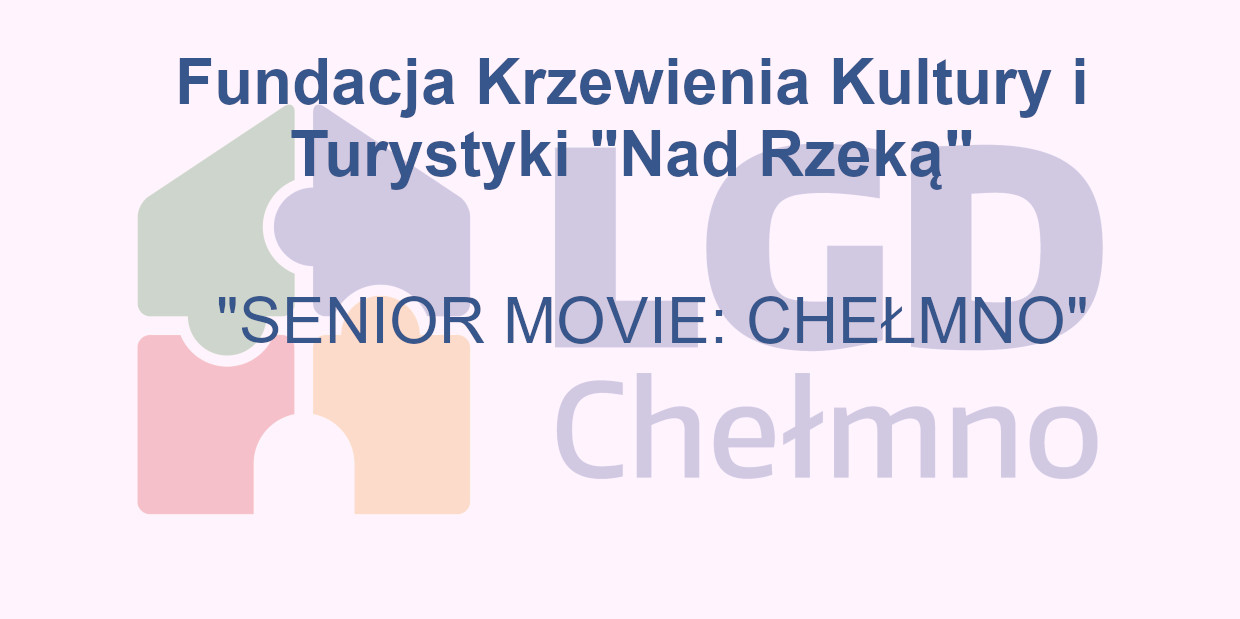 Fundacja Krzewienia Kultury i
Turystyki "Nad Rzeką"
LGD
"SENIOR MOVIE: CHEŁMNO"
Chełmno